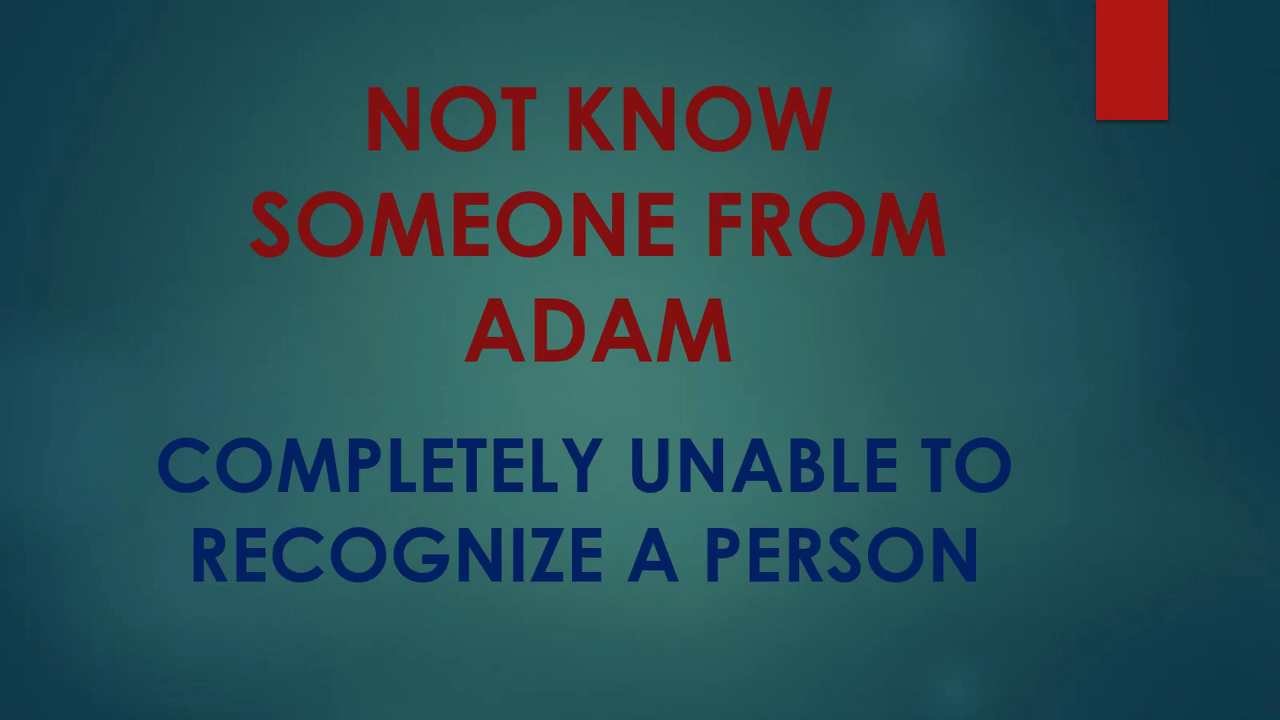 NOT KNOW
SOMEONE FROM
ADAM
COMPLETELY UNABLE TO
RECOGNIZE A PERSON